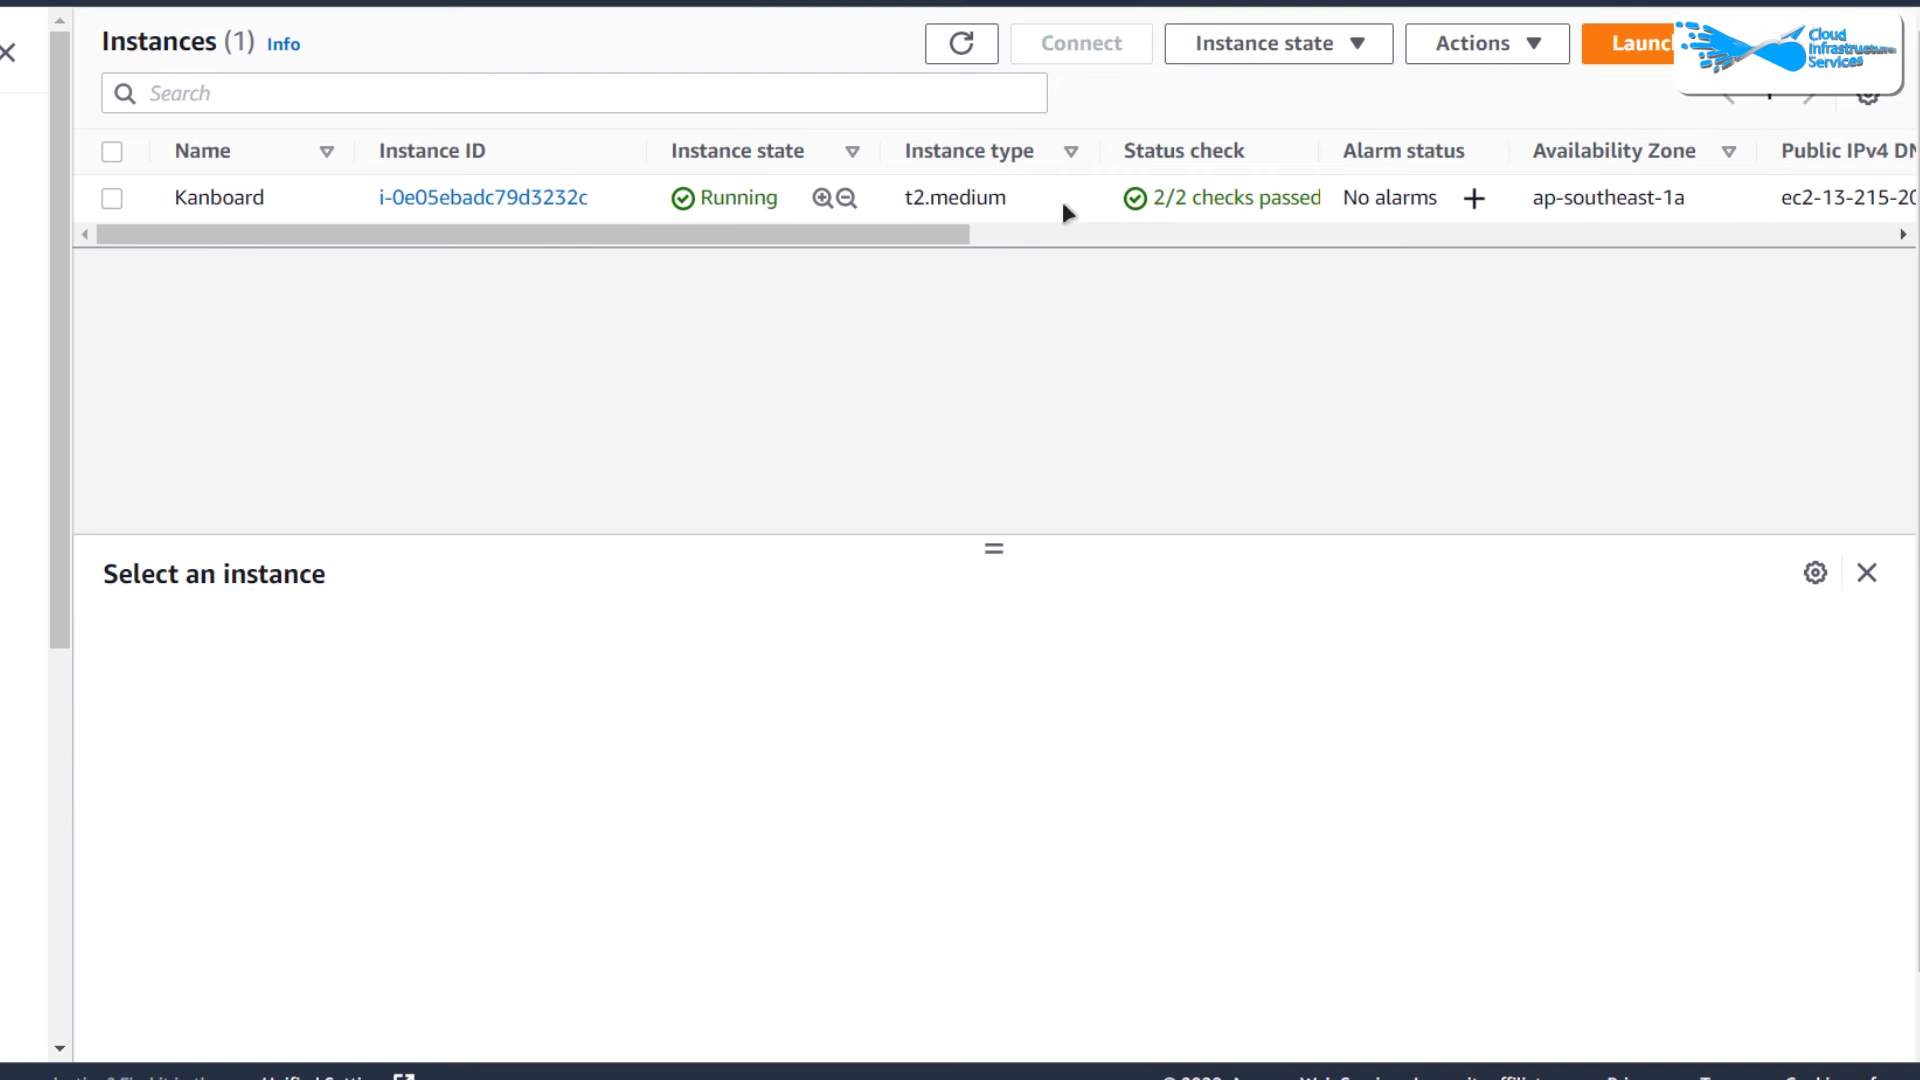 Instances (1) Info
Connect
Instance state
Actions
Launc
Cloud
Infrastructure
Services
Search
Name
Instance ID
Instance state
Instance type
Status check
Alarm status
Availability Zone
Public IPv4 DN
Kanboard
i-0e05ebadc79d3232c
Running
t2.medium
2/2 checks passed
No alarms
ap-southeast-1a
ec2-13-215-20
Select an instance